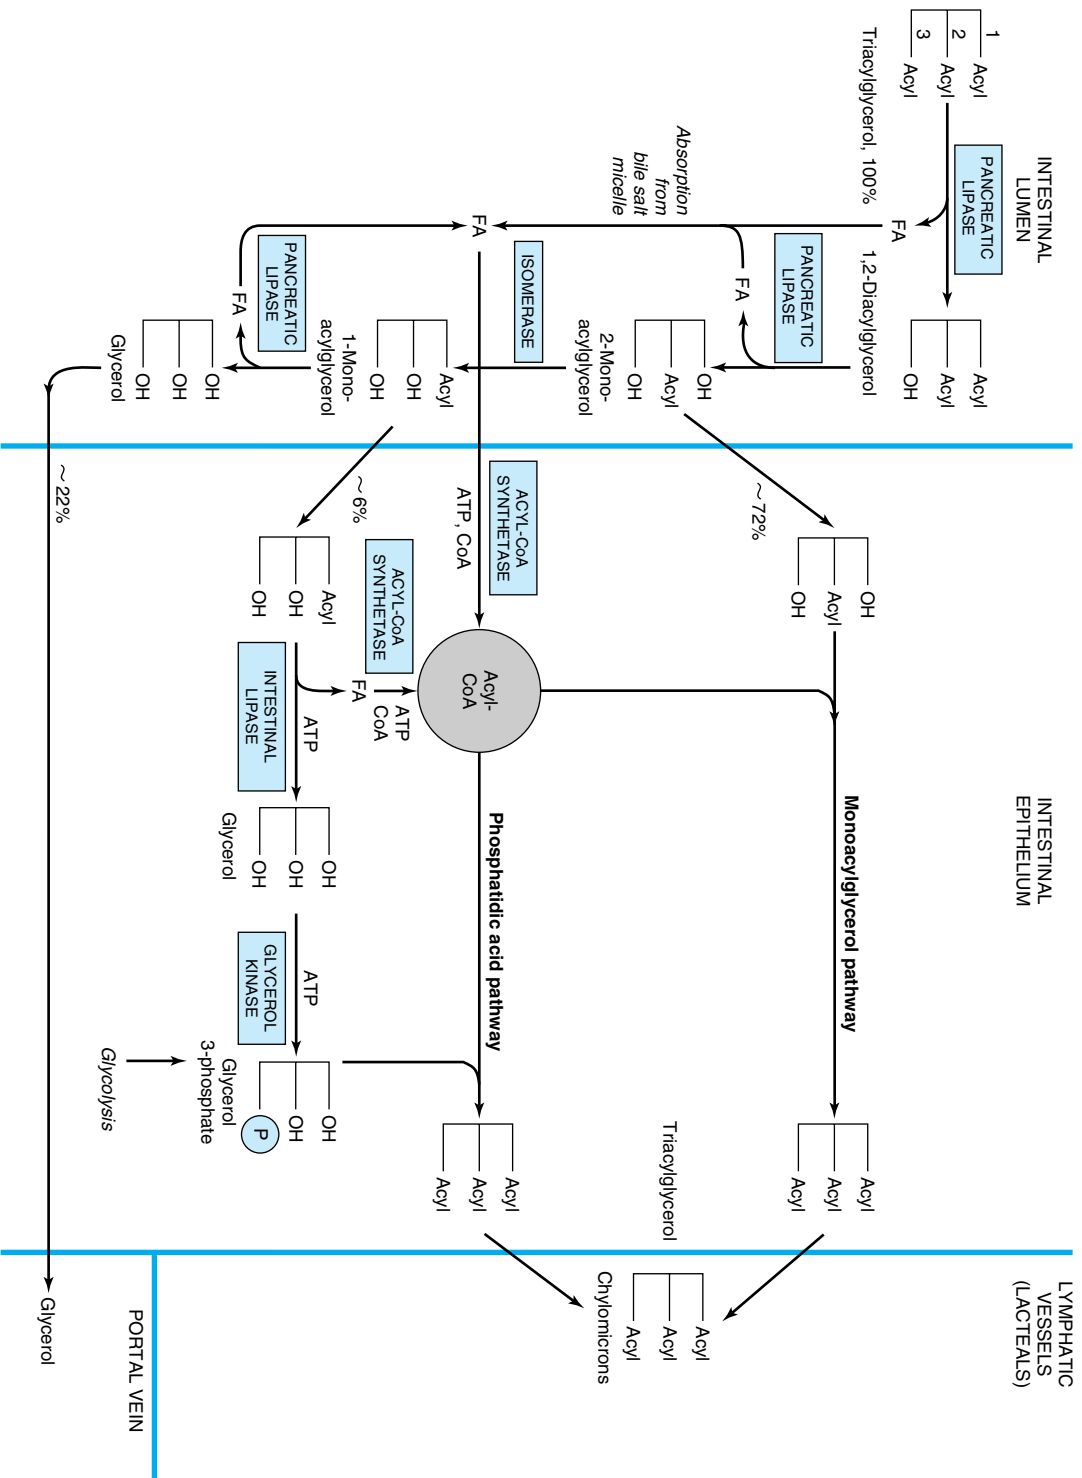 INTESTINAL
LUMEN
INTESTINAL
EPITHELIUM
LYMPHATIC
VESSELS
(LACTEALS)
1
Acyl
2
Acyl
3
Acyl
Triacylglycerol, 100%
PANCREATIC
LIPASE
FA
Acyl
Acyl
OH
1,2-Diacylglycerol
PANCREATIC
LIPASE
FA
OH
Acyl
OH
2-Mono-
acylglycerol
Absorption
from
bile salt
micelle
FA
ISOMERASE
Acyl
OH
OH
1-Mono-
acylglycerol
PANCREATIC
LIPASE
FA
OH
OH
OH
Glycerol
~ 72%
OH
Acyl
OH
Monoacylglycerol pathway
Acyl
Acyl
Acyl
Triacylglycerol
ACYL-CoA
SYNTHETASE
ATP, CoA
Acyl-
CoA
Phosphatidic acid pathway
Acyl
Acyl
Acyl
ACYL-CoA
SYNTHETASE
ATP
CoA
FA
~ 6%
Acyl
OH
OH
ATP
INTESTINAL
LIPASE
OH
OH
OH
Glycerol
ATP
GLYCEROL
KINASE
OH
OH
P
Glycerol
3-phosphate
Glycolysis
~ 22%
Acyl
Acyl
Acyl
Chylomicrons
PORTAL VEIN
Glycerol